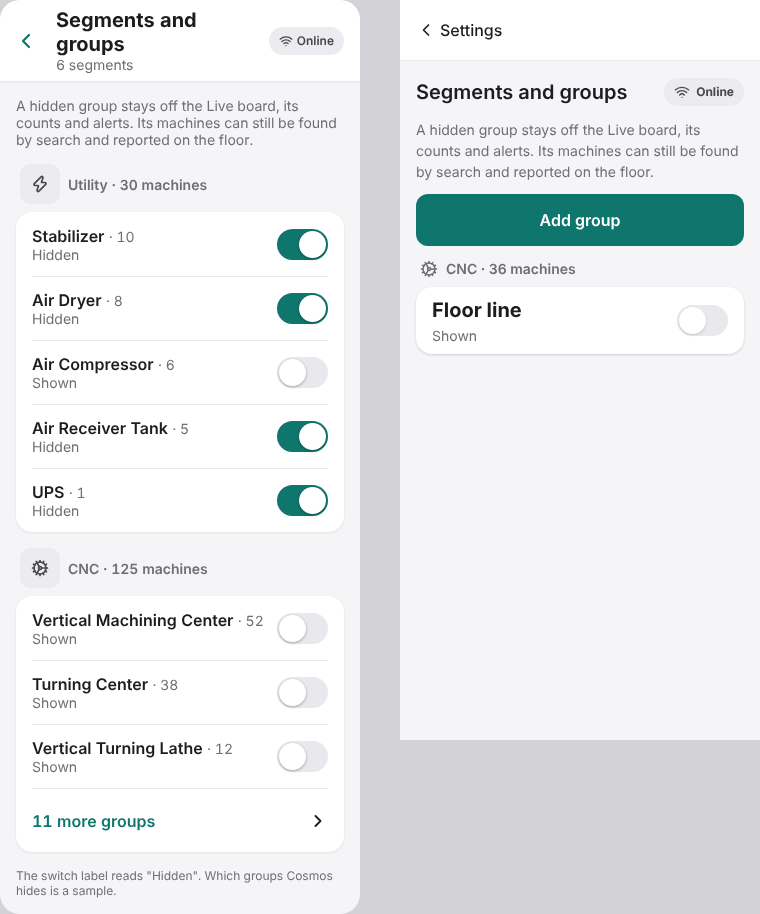 Segments and
groups
6 segments
Online
A hidden group stays off the Live board, its
counts and alerts. Its machines can still be found
by search and reported on the floor.
Utility · 30 machines
Stabilizer · 10
Hidden
Air Dryer · 8
Hidden
Air Compressor · 6
Shown
Air Receiver Tank · 5
Hidden
UPS · 1
Hidden
CNC · 125 machines
Vertical Machining Center · 52
Shown
Turning Center · 38
Shown
Vertical Turning Lathe · 12
Shown
11 more groups
The switch label reads "Hidden". Which groups Cosmos
hides is a sample.
Settings
Segments and groups
Online
A hidden group stays off the Live board, its
counts and alerts. Its machines can still be found
by search and reported on the floor.
Add group
CNC · 36 machines
Floor line
Shown